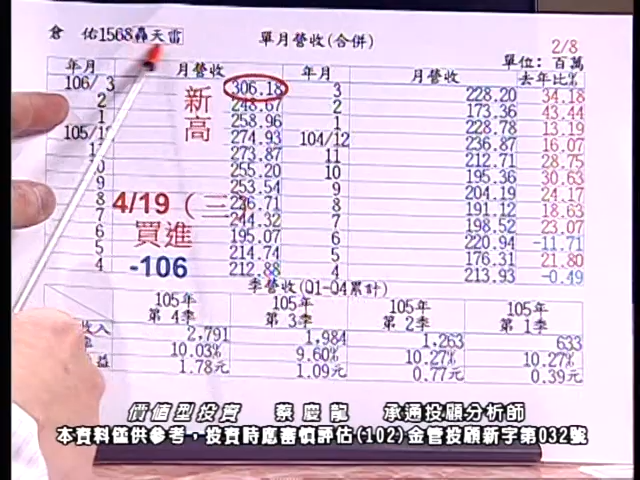 倉 佑1568轟天雷 單月營收(合併) 2/8
單位：百萬
年月 月營收 年月 月營收 去年比%
106/ 3 306.18 3 228.20 34.18
2 248.67 2 173.36 43.44
1 258.96 1 228.78 13.19
105/1 274.93 104/12 236.87 16.07
273.87 11 212.71 28.75
255.20 10 195.36 30.63
9 253.54 9 204.19 24.17
8 8 191.12 18.63
7 7 198.52 23.07
6 195.07 6 220.94 -11.71
5 214.74 5 176.31 21.80
4 212.88 4 213.93 -0.49
新高
4/19（三
買進
-106
季營收(Q1-Q4累計)
105年 105年 105年 105年
第 4季 第 3季 第 2季 第 1季
收入 2,791 1,984 1,263 633
10.03% 9.60% 10.27% 10.27%
益 1.78元 1.09元 0.77元 0.39元
價值型投資 蔡慶龍 承通投顧分析師
本資料僅供參考，投資時應審慎評估(102)金管投顧新字第032號